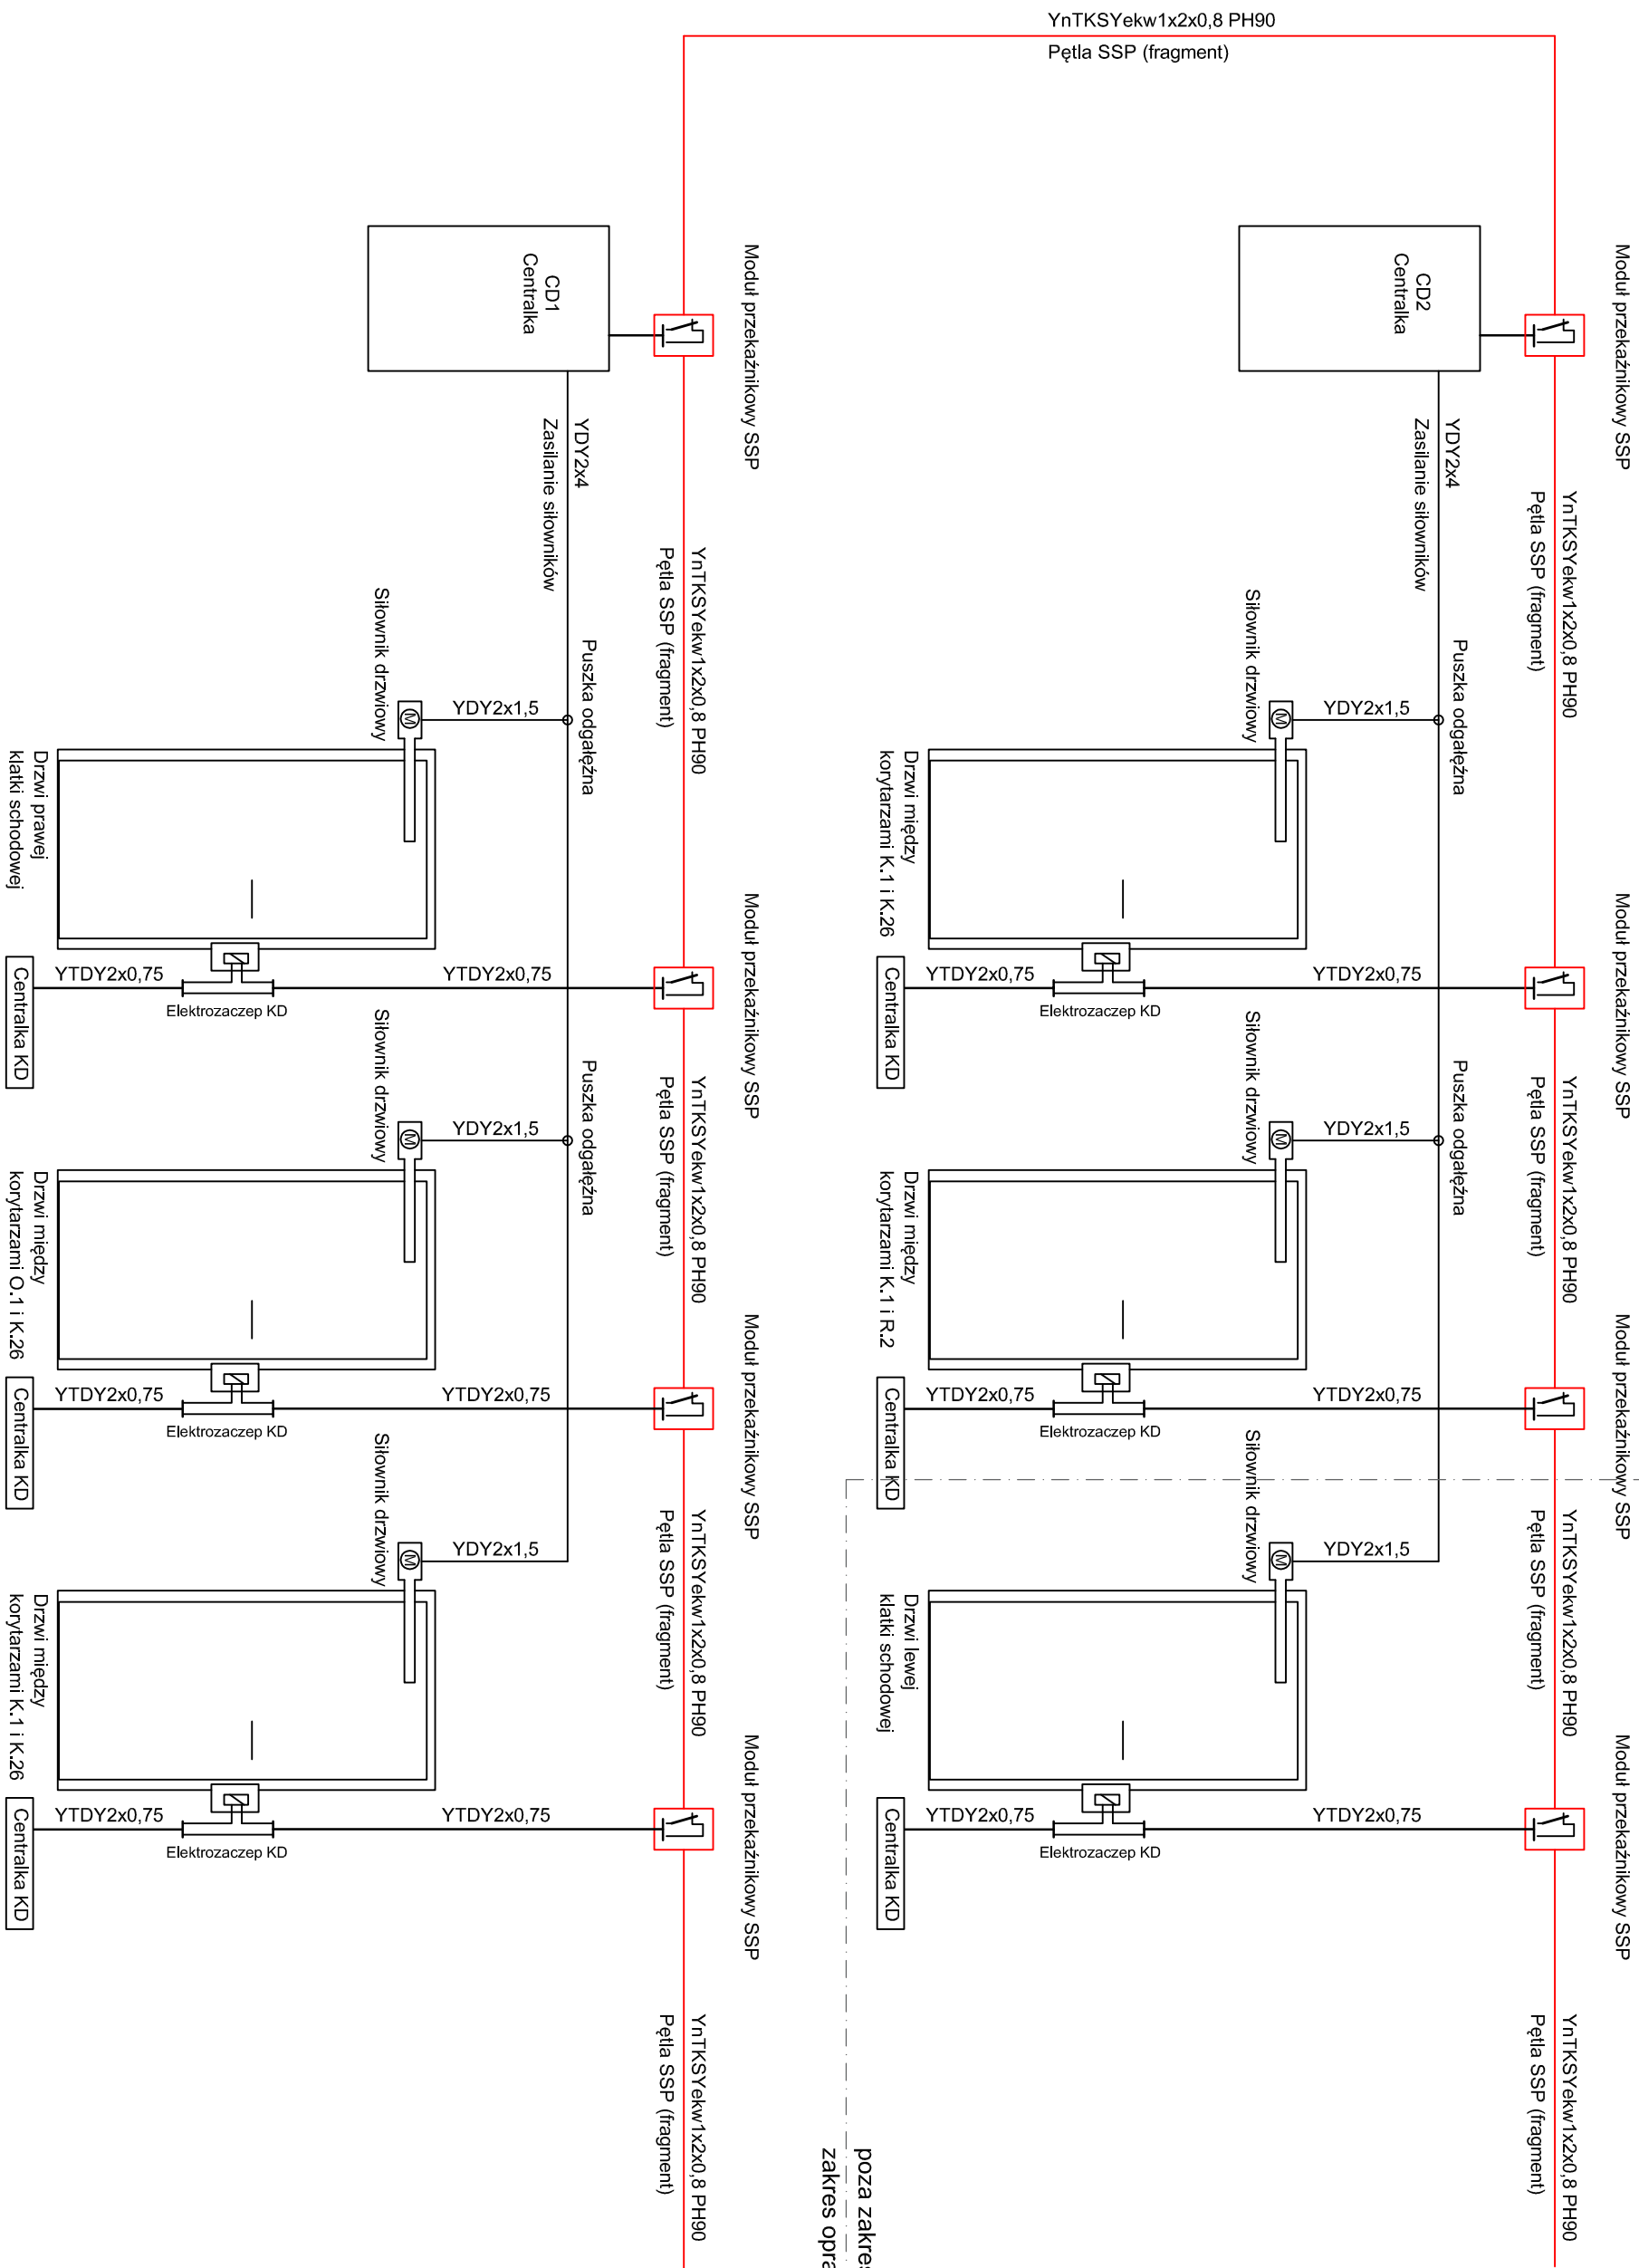 YnTKSYekw1x2x0,8 PH90
Pętla SSP (fragment)
Moduł przekaźnikowy SSP
CD2
Centralka
YDY2x4
Zasilanie siłowników
YnTKSYekw1x2x0,8 PH90
Pętla SSP (fragment)
Siłownik drzwiowy
YDY2x1,5
Puszka odgałęźna
Drzwi między
korytarzami K.1 i K.26
Moduł przekaźnikowy SSP
YTDY2x0,75
YTDY2x0,75
Elektrozaczep KD
Centralka KD
YnTKSYekw1x2x0,8 PH90
Pętla SSP (fragment)
Siłownik drzwiowy
YDY2x1,5
Puszka odgałęźna
Drzwi między
korytarzami K.1 i R.2
Moduł przekaźnikowy SSP
YTDY2x0,75
YTDY2x0,75
Elektrozaczep KD
Centralka KD
YnTKSYekw1x2x0,8 PH90
Pętla SSP (fragment)
Siłownik drzwiowy
YDY2x1,5
Drzwi lewej
klatki schodowej
Moduł przekaźnikowy SSP
YTDY2x0,75
YTDY2x0,75
Elektrozaczep KD
Centralka KD
YnTKSYekw1x2x0,8 PH90
Pętla SSP (fragment)
poza zakres
zakres opra
Moduł przekaźnikowy SSP
CD1
Centralka
YDY2x4
Zasilanie siłowników
YnTKSYekw1x2x0,8 PH90
Pętla SSP (fragment)
Siłownik drzwiowy
YDY2x1,5
Puszka odgałęźna
Drzwi prawej
klatki schodowej
Moduł przekaźnikowy SSP
YTDY2x0,75
YTDY2x0,75
Elektrozaczep KD
Centralka KD
YnTKSYekw1x2x0,8 PH90
Pętla SSP (fragment)
Siłownik drzwiowy
YDY2x1,5
Puszka odgałęźna
Drzwi między
korytarzami O.1 i K.26
Moduł przekaźnikowy SSP
YTDY2x0,75
YTDY2x0,75
Elektrozaczep KD
Centralka KD
YnTKSYekw1x2x0,8 PH90
Pętla SSP (fragment)
Siłownik drzwiowy
YDY2x1,5
Drzwi między
korytarzami K.1 i K.26
Moduł przekaźnikowy SSP
YTDY2x0,75
YTDY2x0,75
Elektrozaczep KD
Centralka KD
YnTKSYekw1x2x0,8 PH90
Pętla SSP (fragment)
M
M
M
M
M
M